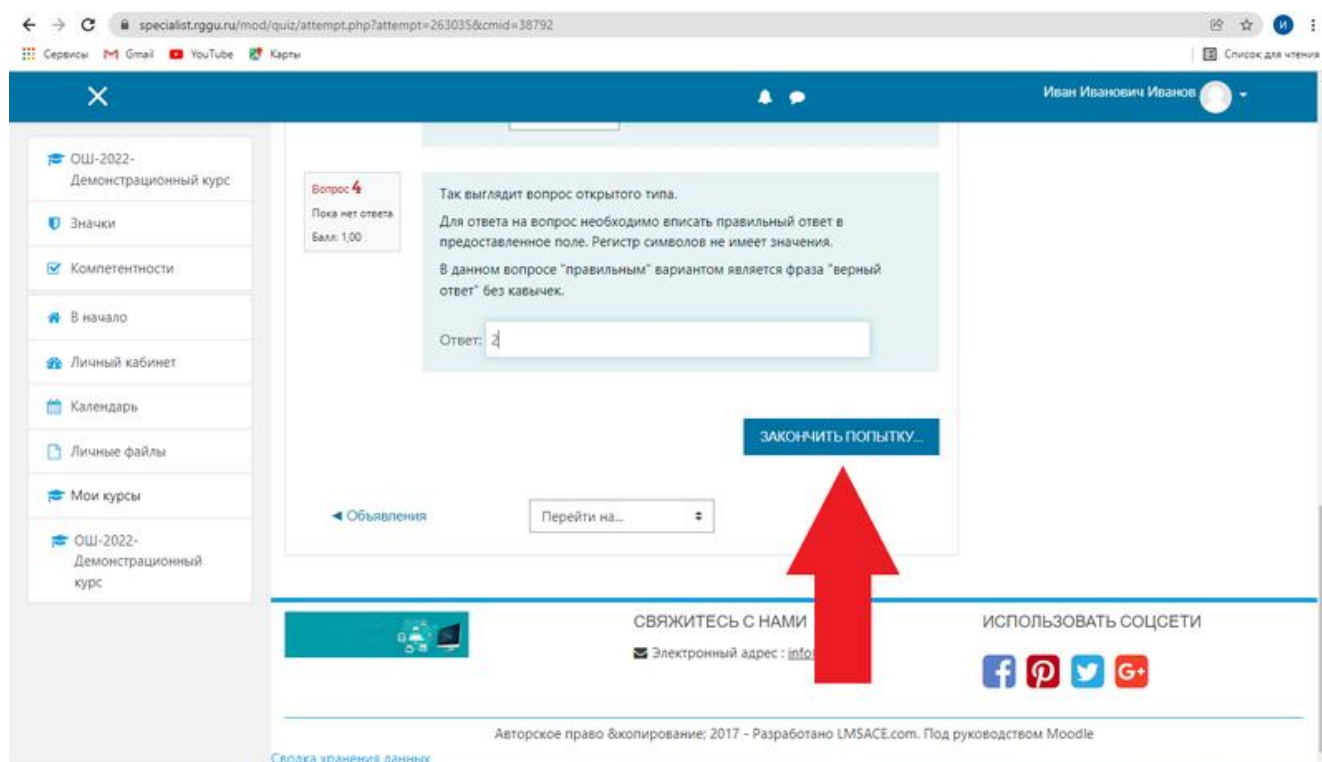 specialist.rggu.ru/mod/quiz/attempt.php?attempt=263035&cmid=38792
И
Сервисы Gmail YouTube Карты
Список для чтения
Иван Иванович Иванов
ОШ-2022-
Демонстрационный курс
Значки
Компетентности
В начало
Личный кабинет
Календарь
Личные файлы
Мои курсы
ОШ-2022-
Демонстрационный
курс
Вопрос 4
Пока нет ответа
Балл: 1,00
Так выглядит вопрос открытого типа.
Для ответа на вопрос необходимо вписать правильный ответ в
предоставленное поле. Регистр символов не имеет значения.
В данном вопросе "правильным" вариантом является фраза "верный
ответ" без кавычек.
Ответ: 2
ЗАКОНЧИТЬ ПОПЫТКУ...
◄ Объявления
Перейти на...
СВЯЖИТЕСЬ С НАМИ
Электронный адрес :
ИСПОЛЬЗОВАТЬ СОЦСЕТИ
G+
Авторское право &копирование; 2017 - Разработано LMSACE.com. Под руководством Moodle
Сводка хранения данных